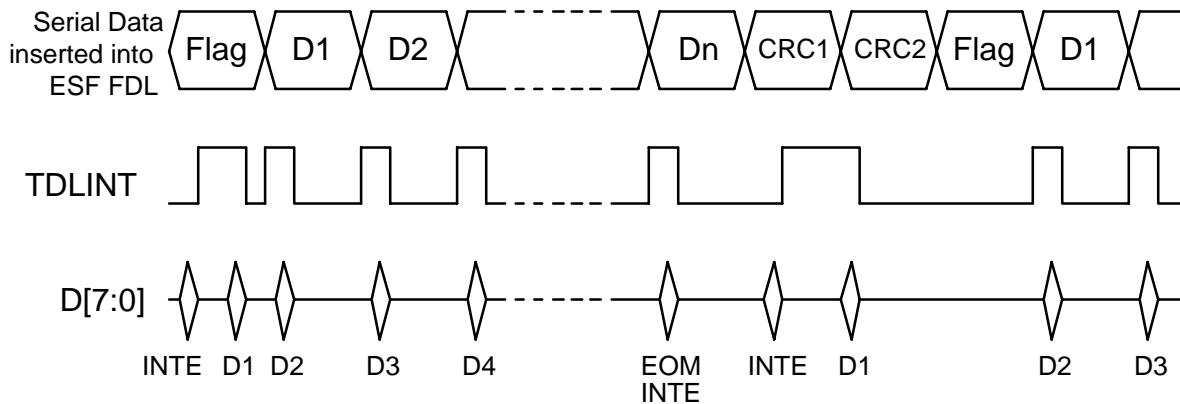 Serial Data
inserted into
ESF FDL
Flag D1 D2 Dn CRC1 CRC2 Flag D1
TDLINT
D[7:0]
INTE D1 D2 D3 D4 EOM INTE D1 D2 D3
INTE